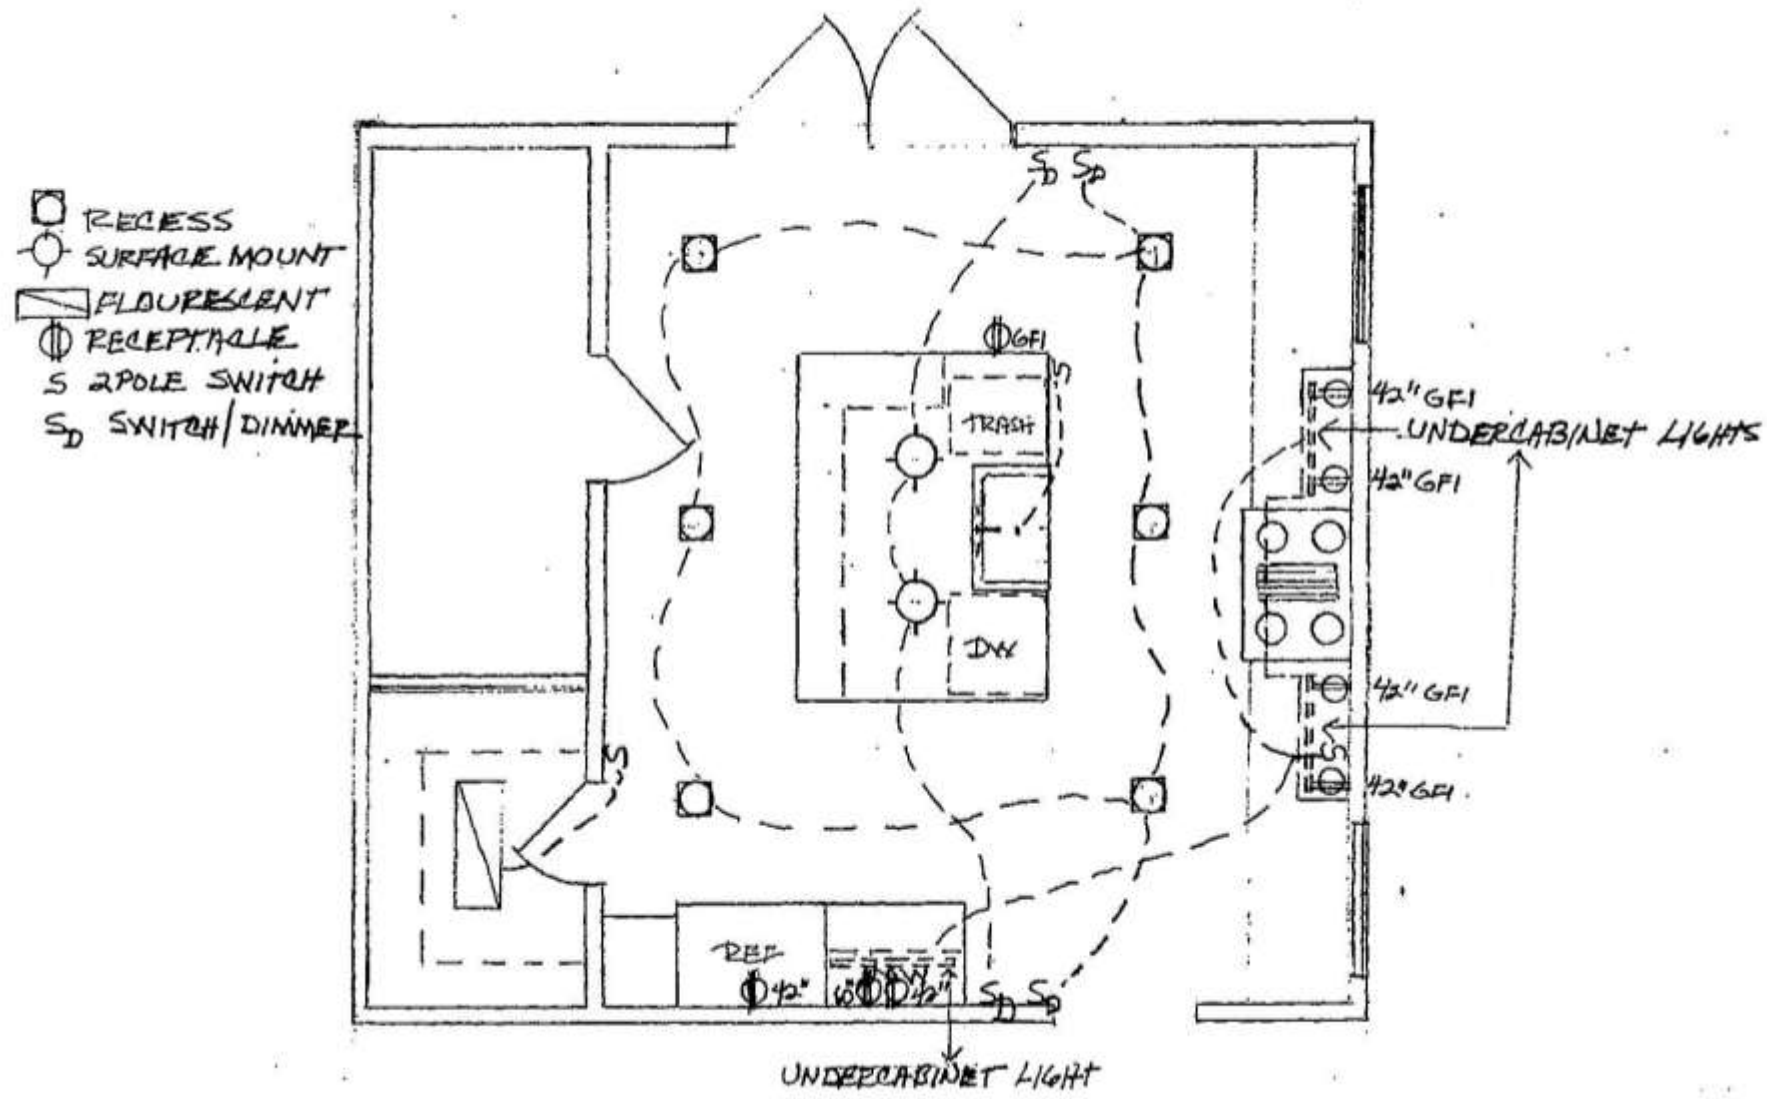 RECESS
SURFACE MOUNT
FLOURESCENT
RECEPTACLE
S 2POLE SWITCH
SD SWITCH/DIMMER
SD SD
GFI
S
TRASH
42" GFI
UNDERCABINET LIGHTS
42" GFI
DW
42" GFI
S
S
42" GFI
REF
42"
42"
SD SD
UNDERCABINET LIGHT